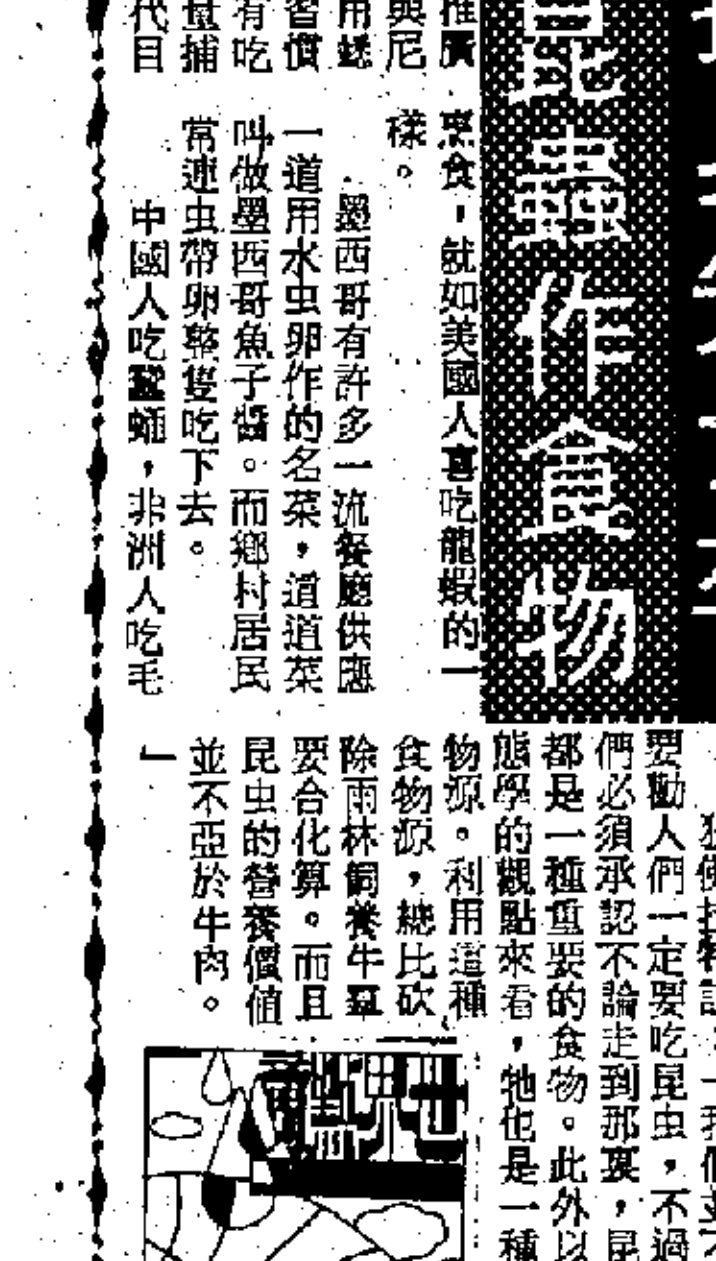 昆蟲作食物
推廣
與尼
用蟋
習慣
有吃
量捕
代目
烹食，就如美國人喜吃龍蝦的一
樣。
墨西哥有許多一流餐廳供應
一道用水虫卵作的名菜，道道菜
叫做墨西哥魚子醬。而鄉村居民
常連虫帶卵整隻吃下去。
中國人吃蠶蛹，非洲人吃毛
要勸人們一定要吃昆虫，不過
們必須承認不論走到那裏，昆
都是一種重要的食物。此外以
態學的觀點來看，牠也是一種
物源。利用這種
食物源，總比砍
除雨林飼養牛羣
要合化算。而且
昆虫的營養價值
並不亞於牛肉。
」